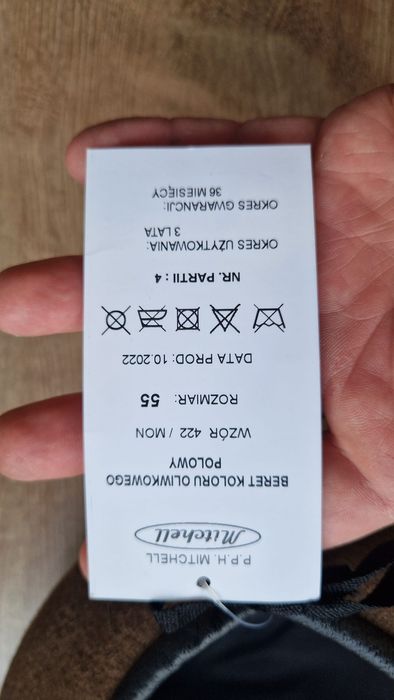 P.P.H. MITCHELL
Mitchell
BERET KOLORU OLIWKOWEGO
POLOWY
WZÓR 422 / MON
ROZMIAR: 55
DATA PROD: 10.2022
NR. PARTII : 4
OKRES UŻYTKOWANIA:
3 LATA
OKRES GWARANCJI:
36 MIESIĘCY